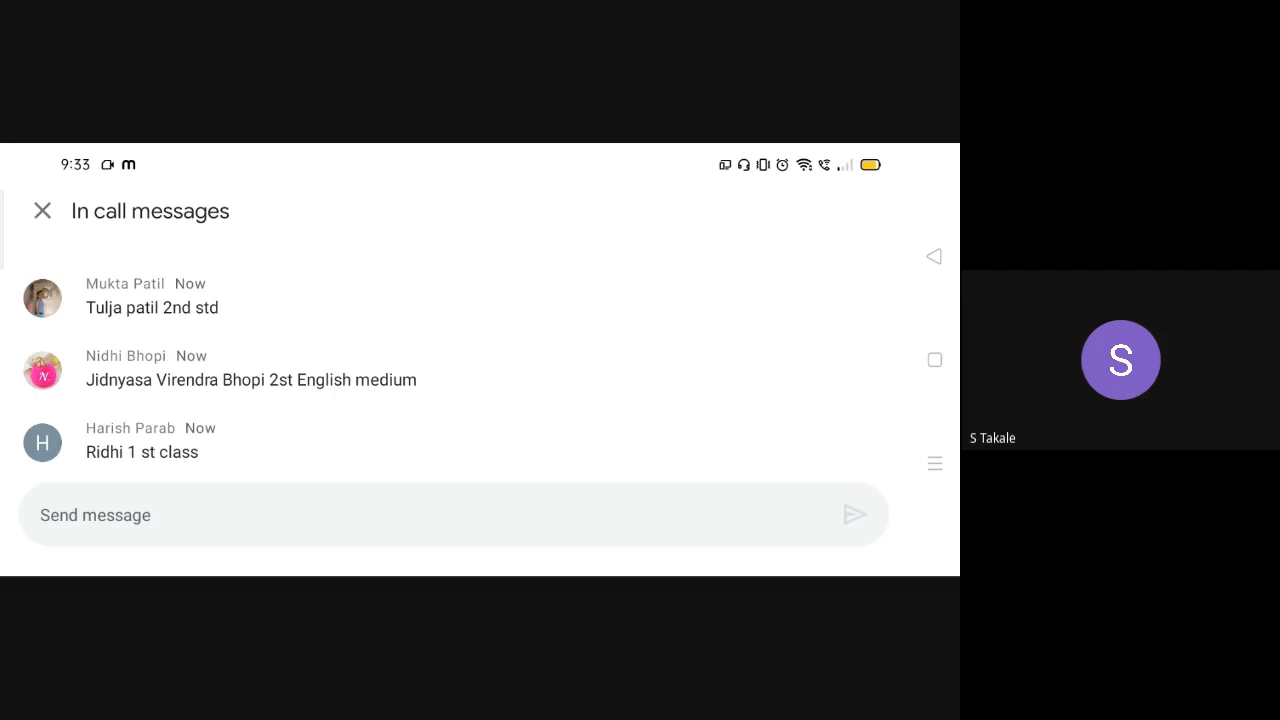 9:33 m
In call messages
Mukta Patil Now
Tulja patil 2nd std
Nidhi Bhopi Now
N
Jidnyasa Virendra Bhopi 2st English medium
Harish Parab Now
H
Ridhi 1 st class
Send message
S
S Takale